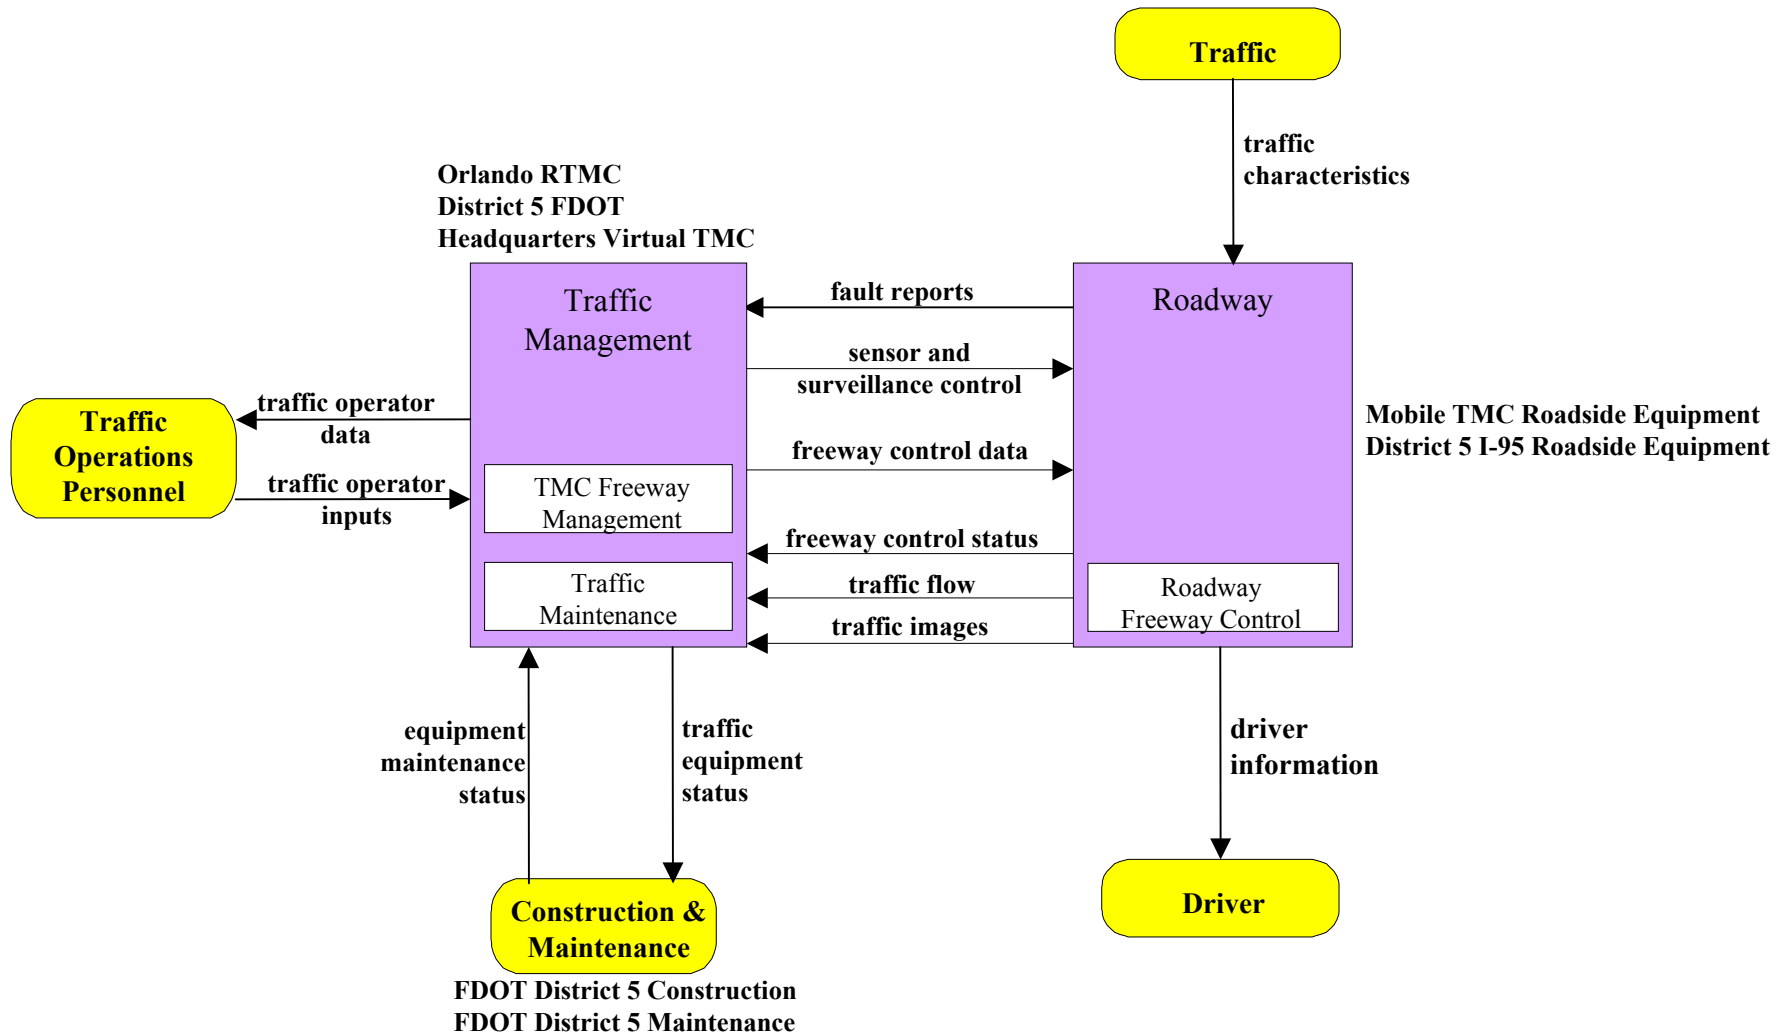 Traffic
traffic
characteristics
Orlando RTMC
District 5 FDOT
Headquarters Virtual TMC
Traffic
Management
fault reports
Roadway
sensor and
surveillance control
traffic operator
data
Traffic
Operations
Personnel
traffic operator
inputs
freeway control data
Mobile TMC Roadside Equipment
District 5 I-95 Roadside Equipment
TMC Freeway
Management
freeway control status
Traffic
Maintenance
traffic flow
traffic images
Roadway
Freeway Control
equipment
maintenance
status
traffic
equipment
status
driver
information
Construction &
Maintenance
Driver
FDOT District 5 Construction
FDOT District 5 Maintenance